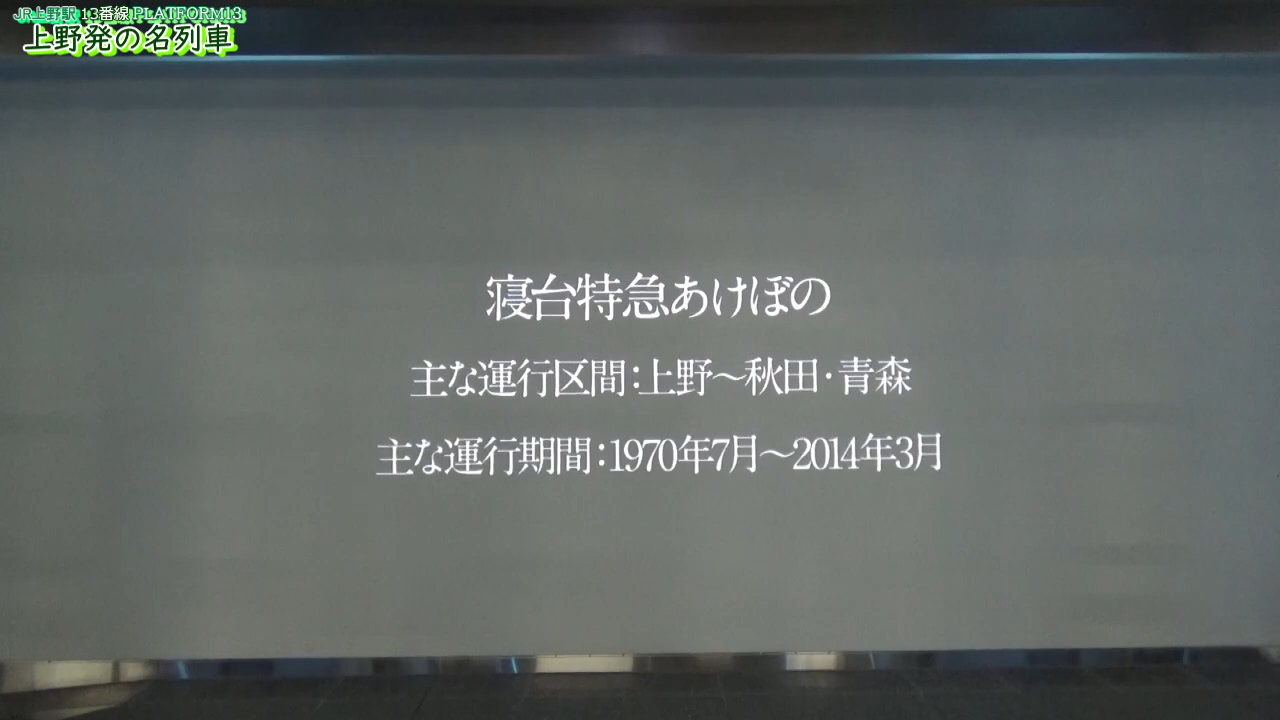 JR上野駅 13番線 PLATFORM13
上野発の名列車
寝台特急あけぼの
主な運行区間：上野～秋田・青森
主な運行期間：1970年7月～2014年3月